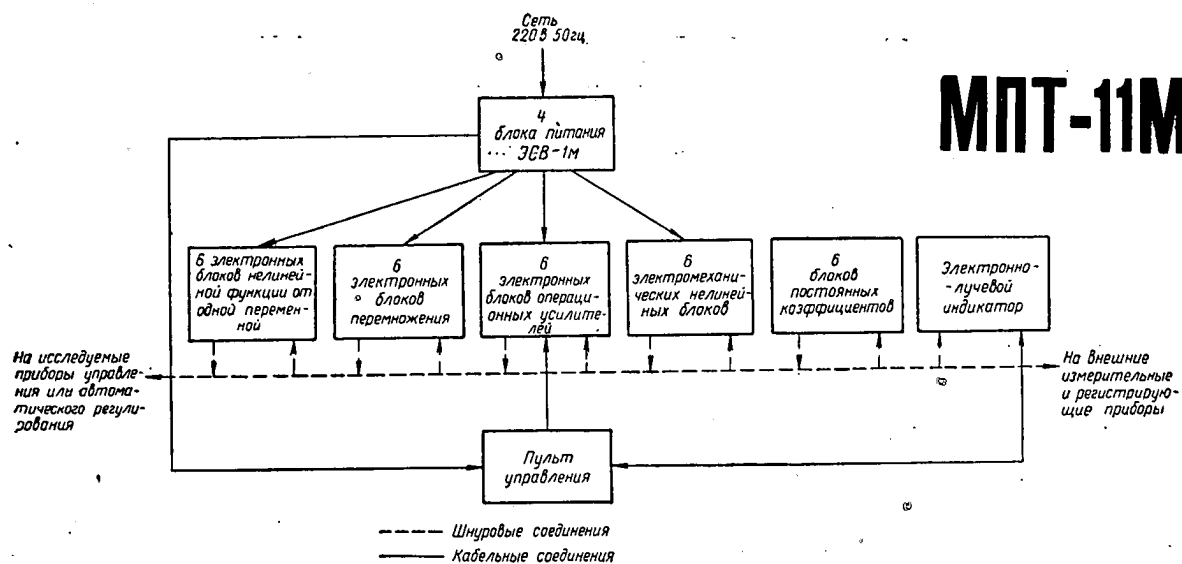 Сеть
220 в 50гц
МПТ-11М
4
блока питания
ЭСВ-1м
6 электронных
блоков нелиней-
ной функции от
одной перемен-
ной
6
электронных
блоков
перемножения
6
электронных
блоков операци-
онных усилите-
лей
6
электромехани-
ческих нелиней-
ных блоков
6
блоков
постоянных
коэффициентов
Электронно-
-лучевой
индикатор
На исследуемые
приборы управле-
ния или автома-
тического регули-
рования
На внешние
измерительные
и регистрирую-
щие приборы
Пульт
управления
Шнуровые соединения
Кабельные соединения